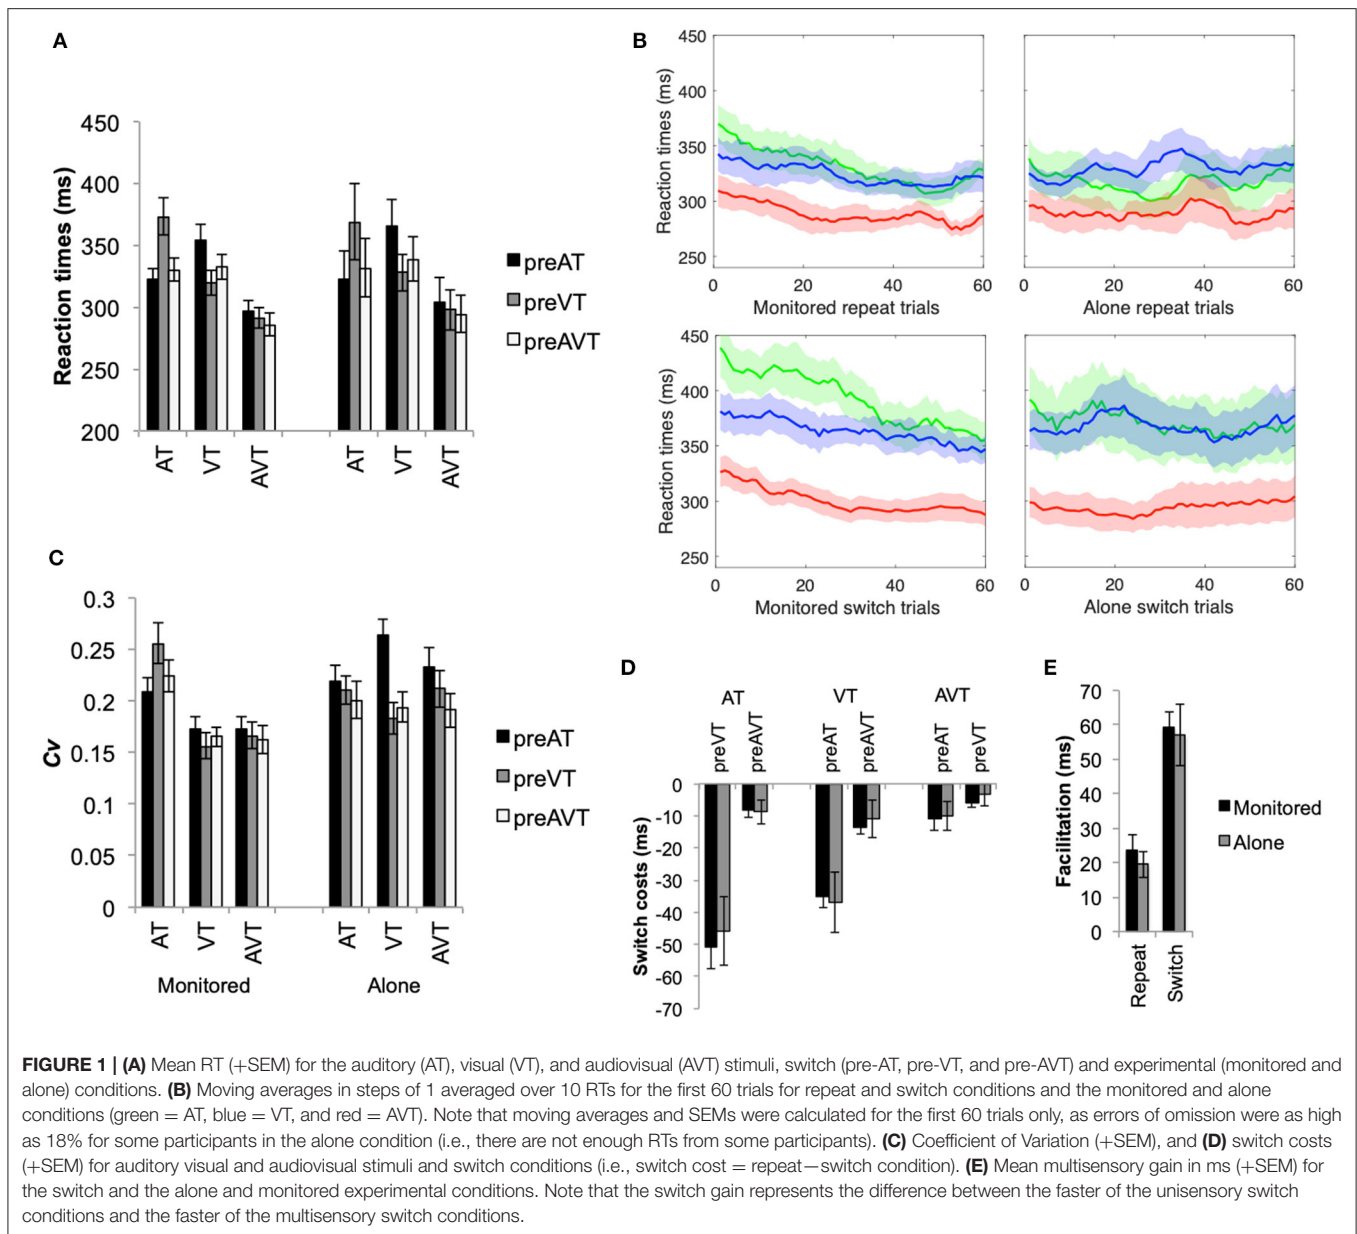 A
450
400
350
300
250
200
Reaction times (ms)
AT
VT
AVT
AT
VT
AVT
preAT
preVT
preAVT
B
450
400
350
300
250
Reaction times (ms)
0
20
40
60
Monitored repeat trials
0
20
40
60
Alone repeat trials
450
400
350
300
250
Reaction times (ms)
0
20
40
60
Monitored switch trials
0
20
40
60
Alone switch trials
C
0.3
0.25
0.2
0.15
0.1
0.05
0
Cv
AT
VT
AVT
AT
VT
AVT
Monitored
Alone
preAT
preVT
preAVT
D
AT
VT
AVT
preVT
preAVT
preAT
preAVT
preAT
preVT
0
-10
-20
-30
-40
-50
-60
-70
Switch costs (ms)
E
70
60
50
40
30
20
10
0
Facilitation (ms)
Repeat
Switch
Monitored
Alone
FIGURE 1 | (A) Mean RT (+SEM) for the auditory (AT), visual (VT), and audiovisual (AVT) stimuli, switch (pre-AT, pre-VT, and pre-AVT) and experimental (monitored and
alone) conditions. (B) Moving averages in steps of 1 averaged over 10 RTs for the first 60 trials for repeat and switch conditions and the monitored and alone
conditions (green = AT, blue = VT, and red = AVT). Note that moving averages and SEMs were calculated for the first 60 trials only, as errors of omission were as high
as 18% for some participants in the alone condition (i.e., there are not enough RTs from some participants). (C) Coefficient of Variation (+SEM), and (D) switch costs
(+SEM) for auditory visual and audiovisual stimuli and switch conditions (i.e., switch cost = repeat—switch condition). (E) Mean multisensory gain in ms (+SEM) for
the switch and the alone and monitored experimental conditions. Note that the switch gain represents the difference between the faster of the unisensory switch
conditions and the faster of the multisensory switch conditions.